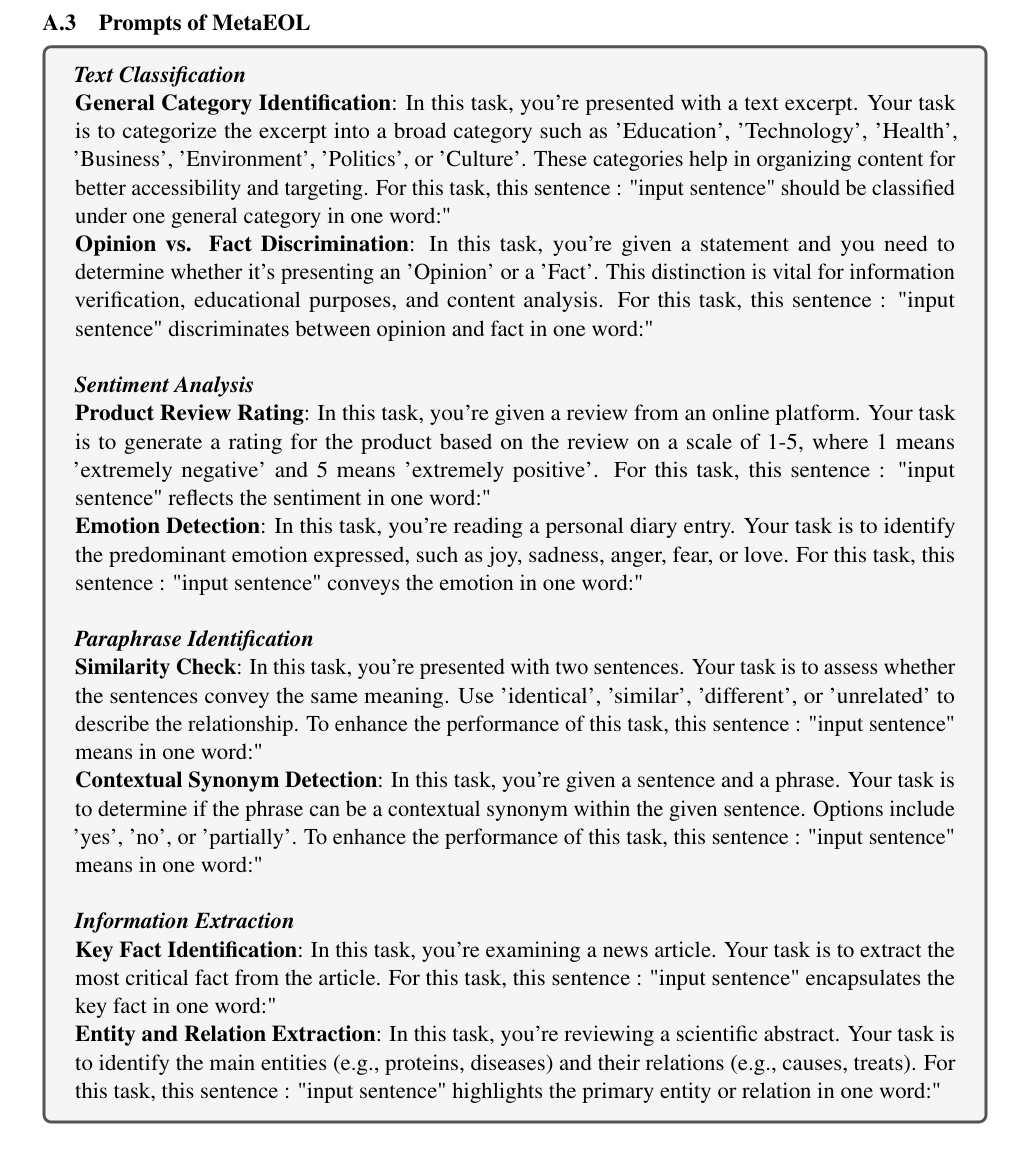 A.3 Prompts of MetaEOL
Text Classification
General Category Identification: In this task, you're presented with a text excerpt. Your task
is to categorize the excerpt into a broad category such as 'Education', 'Technology', 'Health',
'Business', 'Environment', 'Politics', or 'Culture'. These categories help in organizing content for
better accessibility and targeting. For this task, this sentence : "input sentence" should be classified
under one general category in one word:"
Opinion vs. Fact Discrimination: In this task, you're given a statement and you need to
determine whether it's presenting an 'Opinion' or a 'Fact'. This distinction is vital for information
verification, educational purposes, and content analysis. For this task, this sentence : "input
sentence" discriminates between opinion and fact in one word:"
Sentiment Analysis
Product Review Rating: In this task, you're given a review from an online platform. Your task
is to generate a rating for the product based on the review on a scale of 1-5, where 1 means
'extremely negative' and 5 means 'extremely positive'. For this task, this sentence : "input
sentence" reflects the sentiment in one word:"
Emotion Detection: In this task, you're reading a personal diary entry. Your task is to identify
the predominant emotion expressed, such as joy, sadness, anger, fear, or love. For this task, this
sentence : "input sentence" conveys the emotion in one word:"
Paraphrase Identification
Similarity Check: In this task, you're presented with two sentences. Your task is to assess whether
the sentences convey the same meaning. Use 'identical', 'similar', 'different', or 'unrelated' to
describe the relationship. To enhance the performance of this task, this sentence : "input sentence"
means in one word:"
Contextual Synonym Detection: In this task, you're given a sentence and a phrase. Your task is
to determine if the phrase can be a contextual synonym within the given sentence. Options include
'yes', 'no', or 'partially'. To enhance the performance of this task, this sentence : "input sentence"
means in one word:"
Information Extraction
Key Fact Identification: In this task, you're examining a news article. Your task is to extract the
most critical fact from the article. For this task, this sentence : "input sentence" encapsulates the
key fact in one word:"
Entity and Relation Extraction: In this task, you're reviewing a scientific abstract. Your task is
to identify the main entities (e.g., proteins, diseases) and their relations (e.g., causes, treats). For
this task, this sentence : "input sentence" highlights the primary entity or relation in one word:"